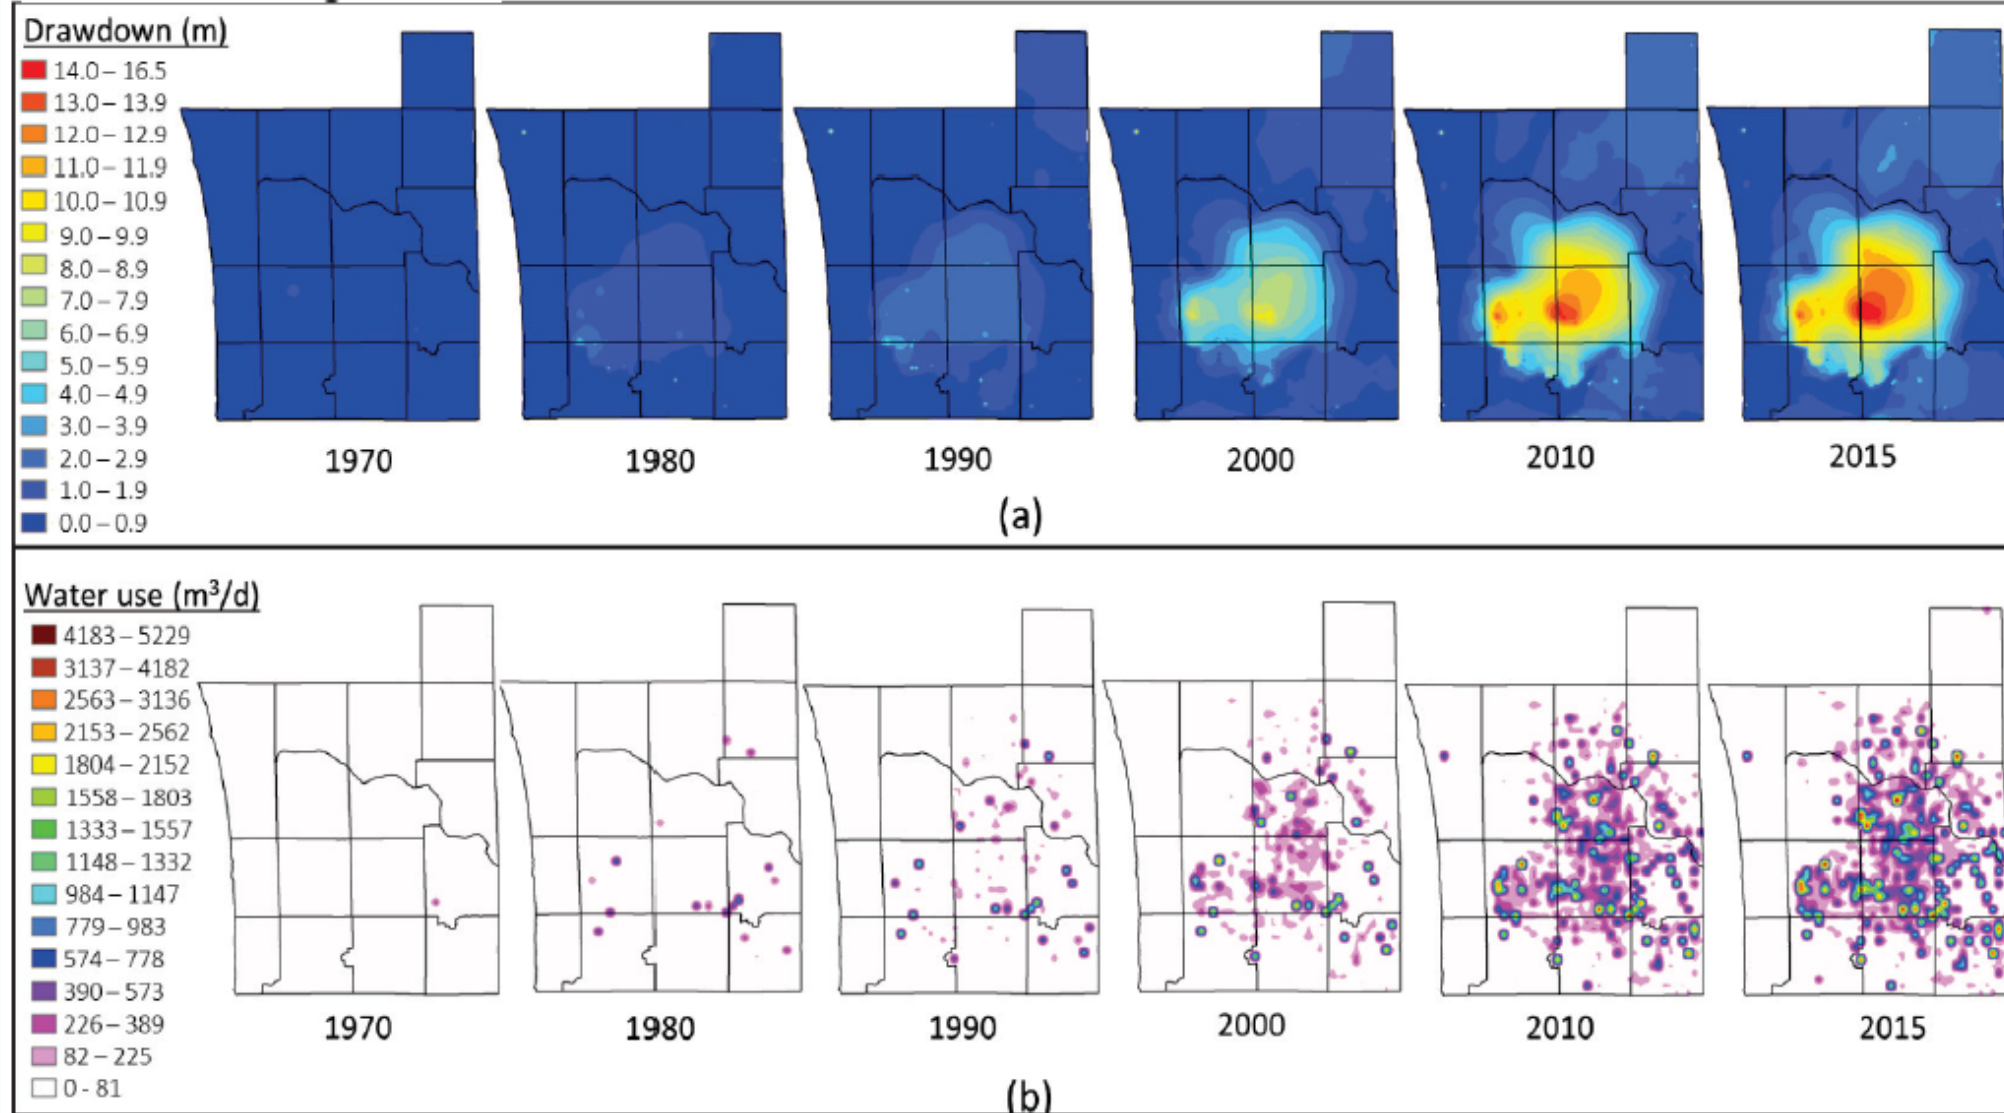 Drawdown (m)
14.0 – 16.5
13.0 – 13.9
12.0 – 12.9
11.0 – 11.9
10.0 – 10.9
9.0 – 9.9
8.0 – 8.9
7.0 – 7.9
6.0 – 6.9
5.0 – 5.9
4.0 – 4.9
3.0 – 3.9
2.0 – 2.9
1.0 – 1.9
0.0 – 0.9
1970 1980 1990 2000 2010 2015
(a)
Water use (m³/d)
4183 – 5229
3137 – 4182
2563 – 3136
2153 – 2562
1804 – 2152
1558 – 1803
1333 – 1557
1148 – 1332
984 – 1147
779 – 983
574 – 778
390 – 573
226 – 389
82 – 225
0 - 81
1970 1980 1990 2000 2010 2015
(b)